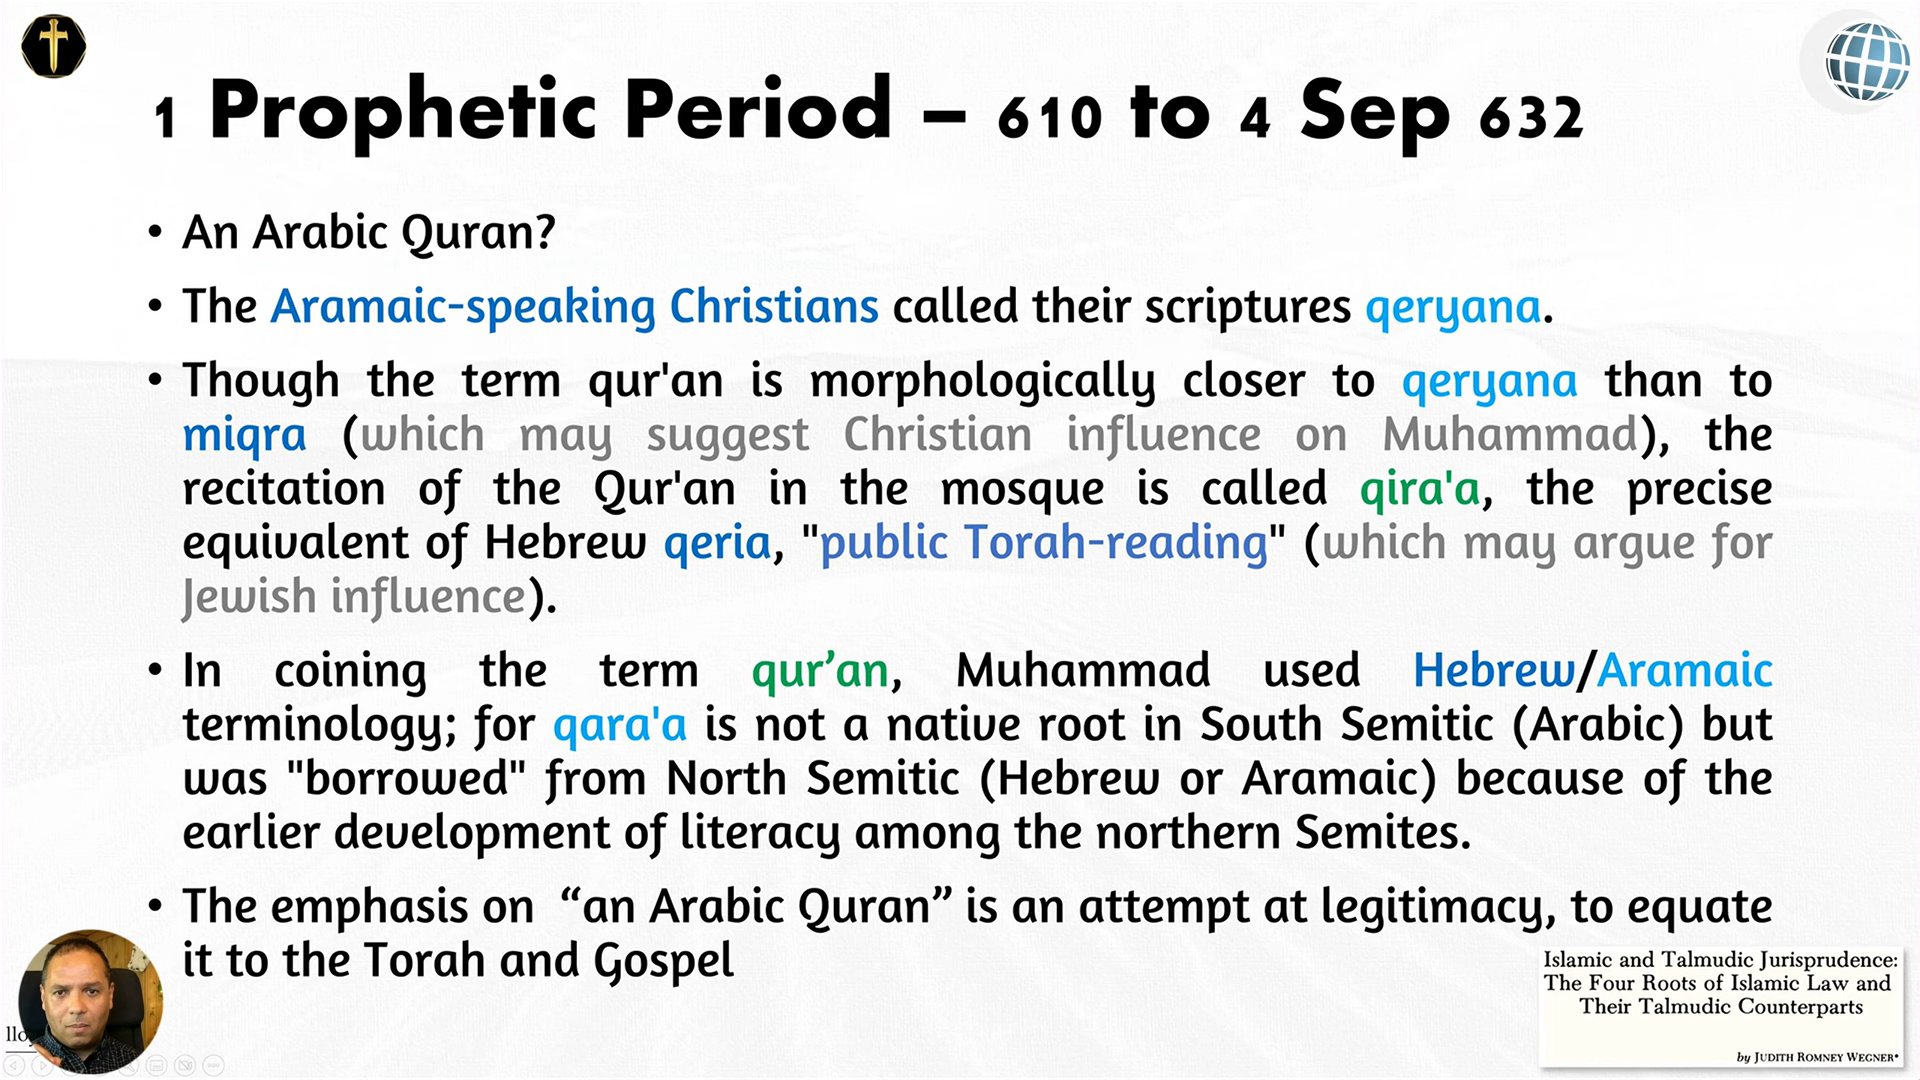 1 Prophetic Period – 610 to 4 Sep 632
• An Arabic Quran?
• The Aramaic-speaking Christians called their scriptures qeryana.
• Though the term qur'an is morphologically closer to qeryana than to
miqra (which may suggest Christian influence on Muhammad), the
recitation of the Qur'an in the mosque is called qira'a, the precise
equivalent of Hebrew qeria, "public Torah-reading" (which may argue for
Jewish influence).
• In coining the term qur’an, Muhammad used Hebrew/Aramaic
terminology; for qara'a is not a native root in South Semitic (Arabic) but
was "borrowed" from North Semitic (Hebrew or Aramaic) because of the
earlier development of literacy among the northern Semites.
• The emphasis on “an Arabic Quran” is an attempt at legitimacy, to equate
it to the Torah and Gospel
Islamic and Talmudic Jurisprudence:
The Four Roots of Islamic Law and
Their Talmudic Counterparts
by JUDITH ROMNEY WEGNER*